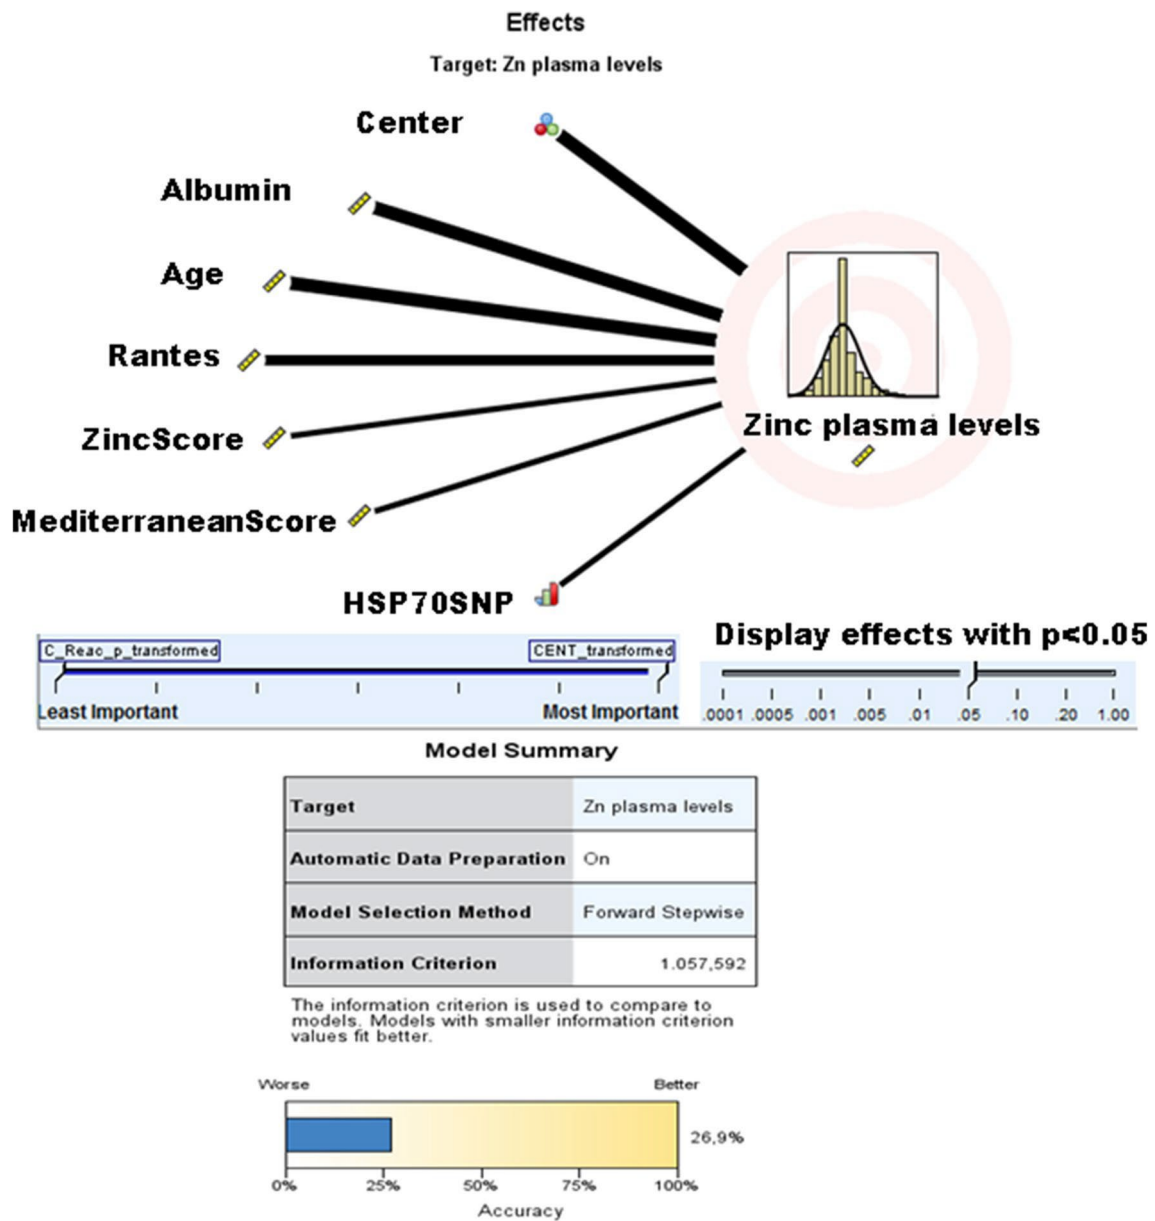 Effects
Target: Zn plasma levels
Center
Albumin
Age
Rantes
ZincScore
MediterraneanScore
HSP70SNP
Zinc plasma levels
C_Reac_p_transformed
CENT_transformed
Least Important
Most Important
Display effects with p<0.05
.0001 .0005 .001 .005 .01 .05 .10 .20 1.00
Model Summary
Target Zn plasma levels
Automatic Data Preparation On
Model Selection Method Forward Stepwise
Information Criterion 1.057,592
The information criterion is used to compare to
models. Models with smaller information criterion
values fit better.
Worse Better
26,9%
0% 25% 50% 75% 100%
Accuracy